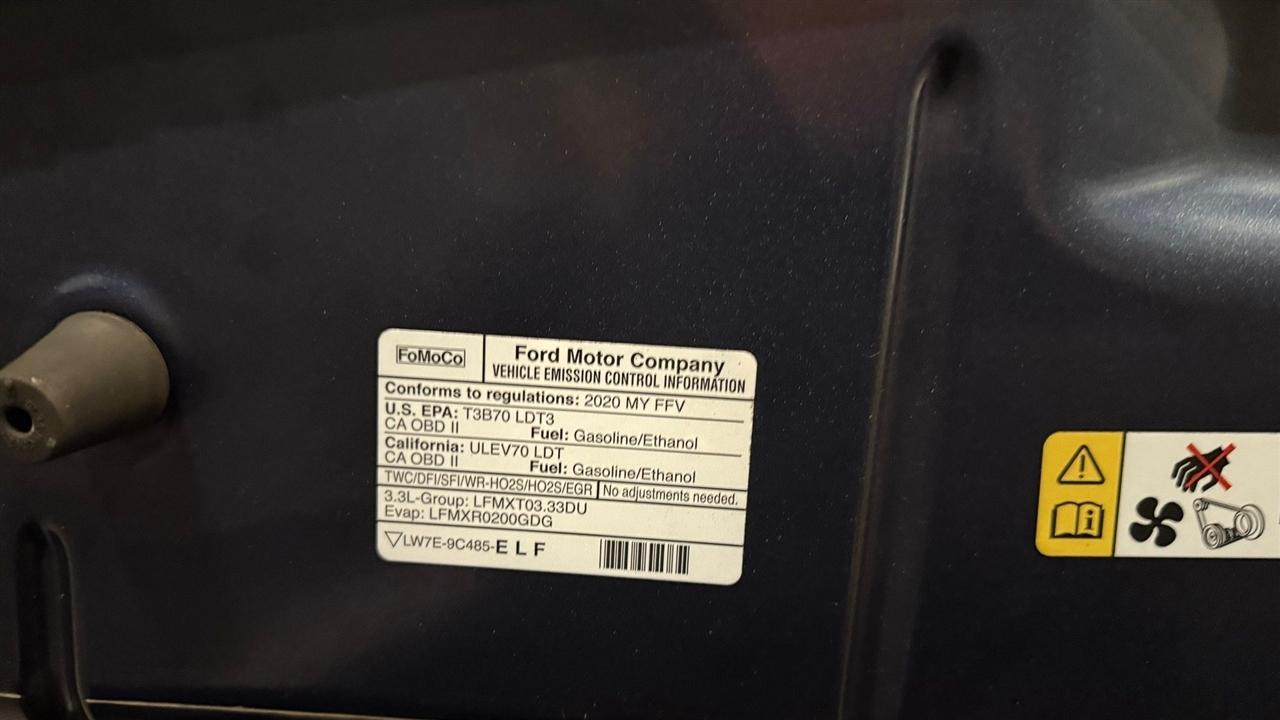 FoMoCo
Ford Motor Company
VEHICLE EMISSION CONTROL INFORMATION
Conforms to regulations: 2020 MY FFV
U.S. EPA: T3B70 LDT3
CA OBD II Fuel: Gasoline/Ethanol
California: ULEV70 LDT
CA OBD II Fuel: Gasoline/Ethanol
TWC/DFI/SFI/WR-HO2S/HO2S/EGR No adjustments needed.
3.3L-Group: LFMXT03.33DU
Evap: LFMXR0200GDG
LW7E-9C485-E L F